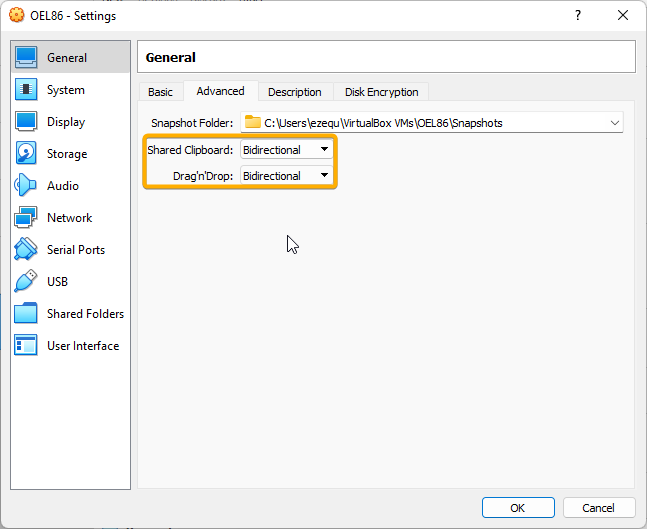 OEL86 - Settings
?
General
System
Display
Storage
Audio
Network
Serial Ports
USB
Shared Folders
User Interface
General
Basic Advanced Description Disk Encryption
Snapshot Folder: C:\Users\ezequ\VirtualBox VMs\OEL86\Snapshots
Shared Clipboard: Bidirectional
Drag'n'Drop: Bidirectional
OK Cancel